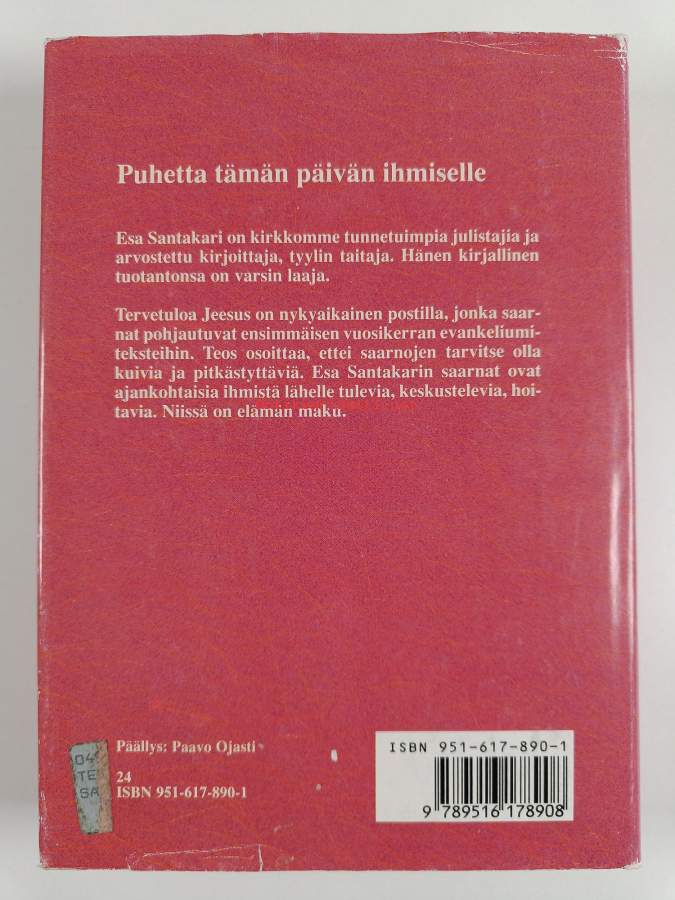 Puhetta tämän päivän ihmiselle
Esa Santakari on kirkkomme tunnetuimpia julistajia ja
arvostettu kirjoittaja, tyylin taitaja. Hänen kirjallinen
tuotantonsa on varsin laaja.
Tervetuloa Jeesus on nykyaikainen postilla, jonka saar-
nat pohjautuvat ensimmäisen vuosikerran evankeliumi-
teksteihin. Teos osoittaa, ettei saarnojen tarvitse olla
kuivia ja pitkästyttäviä. Esa Santakarin saarnat ovat
ajankohtaisia ihmistä lähelle tulevia, keskustelevia, hoi-
tavia. Niissä on elämän maku.
Päällys: Paavo Ojasti
24
ISBN 951-617-890-1
ISBN 951-617-890-1
9 789516 178908
TE
SA